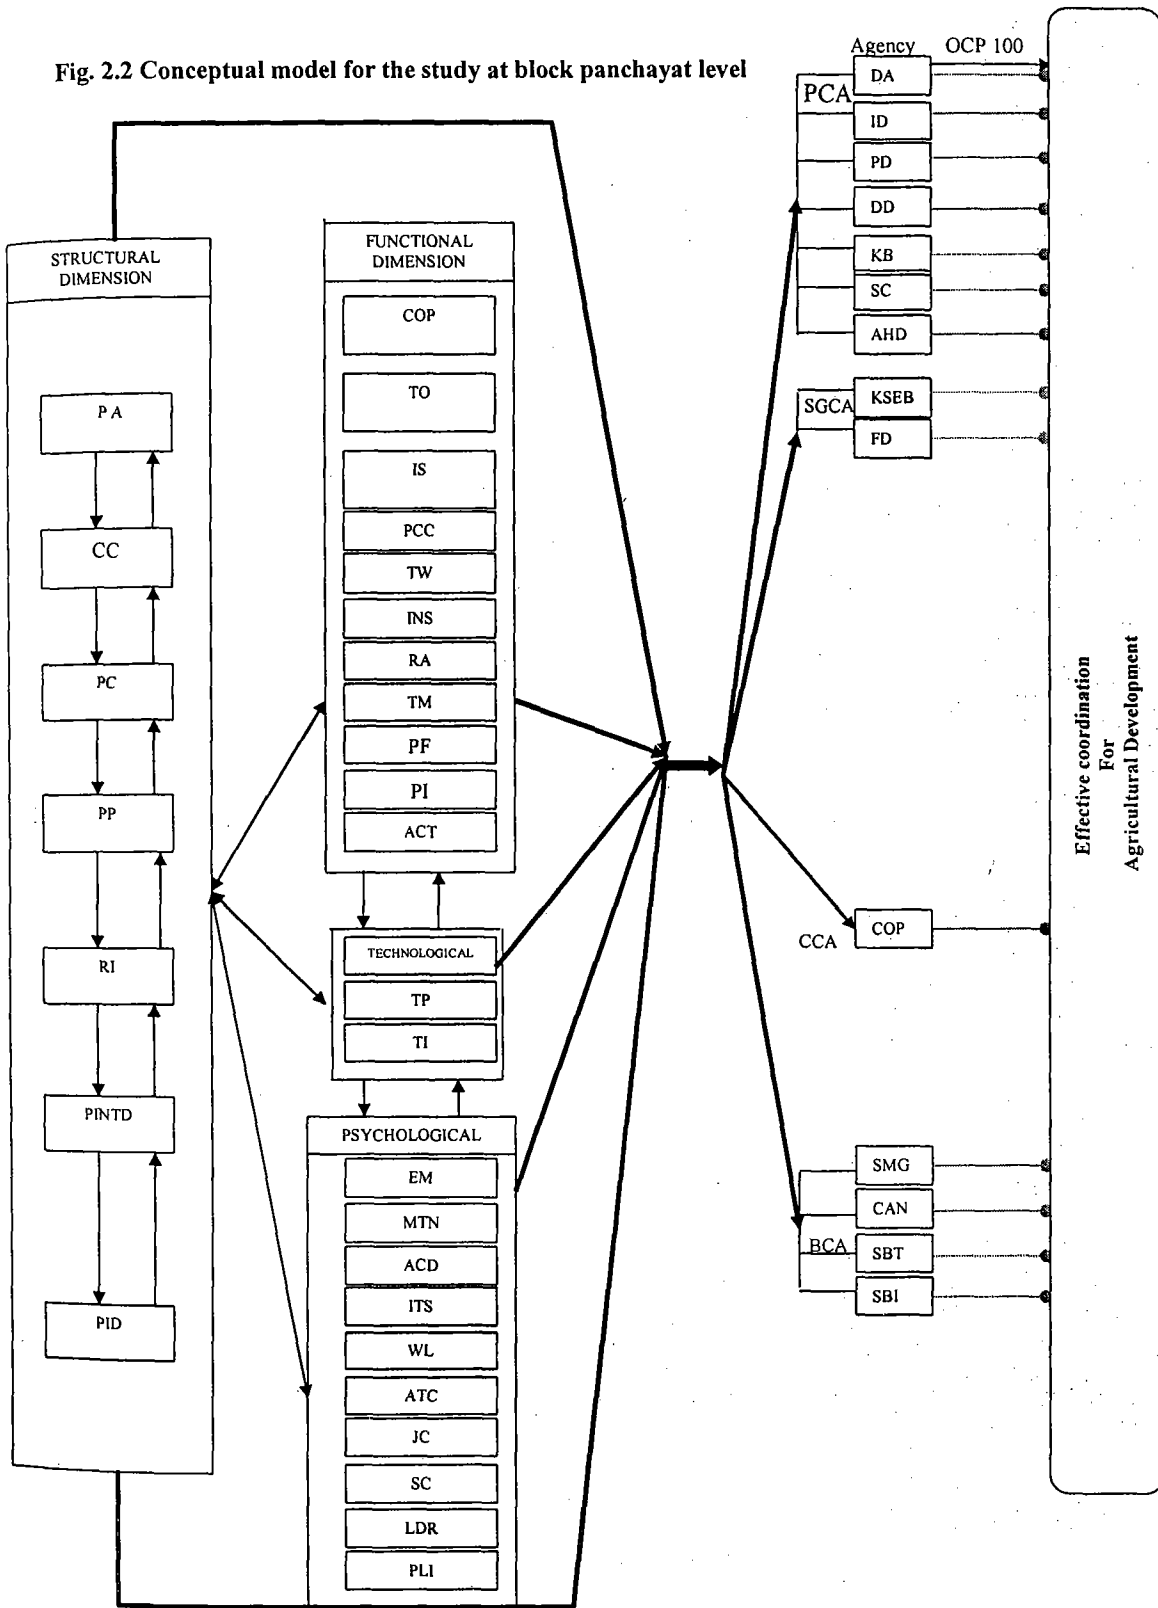 Fig. 2.2 Conceptual model for the study at block panchayat level
STRUCTURAL
DIMENSION
P A
CC
PC
PP
RI
PINTD
PID
FUNCTIONAL
DIMENSION
COP
TO
IS
PCC
TW
INS
RA
TM
PF
PI
ACT
TECHNOLOGICAL
TP
TI
PSYCHOLOGICAL
EM
MTN
ACD
ITS
WL
ATC
JC
SC
LDR
PLI
Agency OCP 100
PCA
DA
ID
PD
DD
KB
SC
AHD
SGCA
KSEB
FD
CCA
COP
BCA
SMG
CAN
SBT
SBI
Effective coordination
For
Agricultural Development